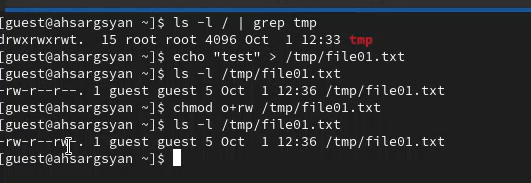 [guest@ahsargsyan ~]$ ls -l / | grep tmp
drwxrwxrwt.  15 root root 4096 Oct  1 12:33 tmp
[guest@ahsargsyan ~]$ echo "test" > /tmp/file01.txt
[guest@ahsargsyan ~]$ ls -l /tmp/file01.txt
-rw-r--r--. 1 guest guest 5 Oct  1 12:36 /tmp/file01.txt
[guest@ahsargsyan ~]$ chmod o+rw /tmp/file01.txt
[guest@ahsargsyan ~]$ ls -l /tmp/file01.txt
-rw-r--rw-. 1 guest guest 5 Oct  1 12:36 /tmp/file01.txt
[guest@ahsargsyan ~]$